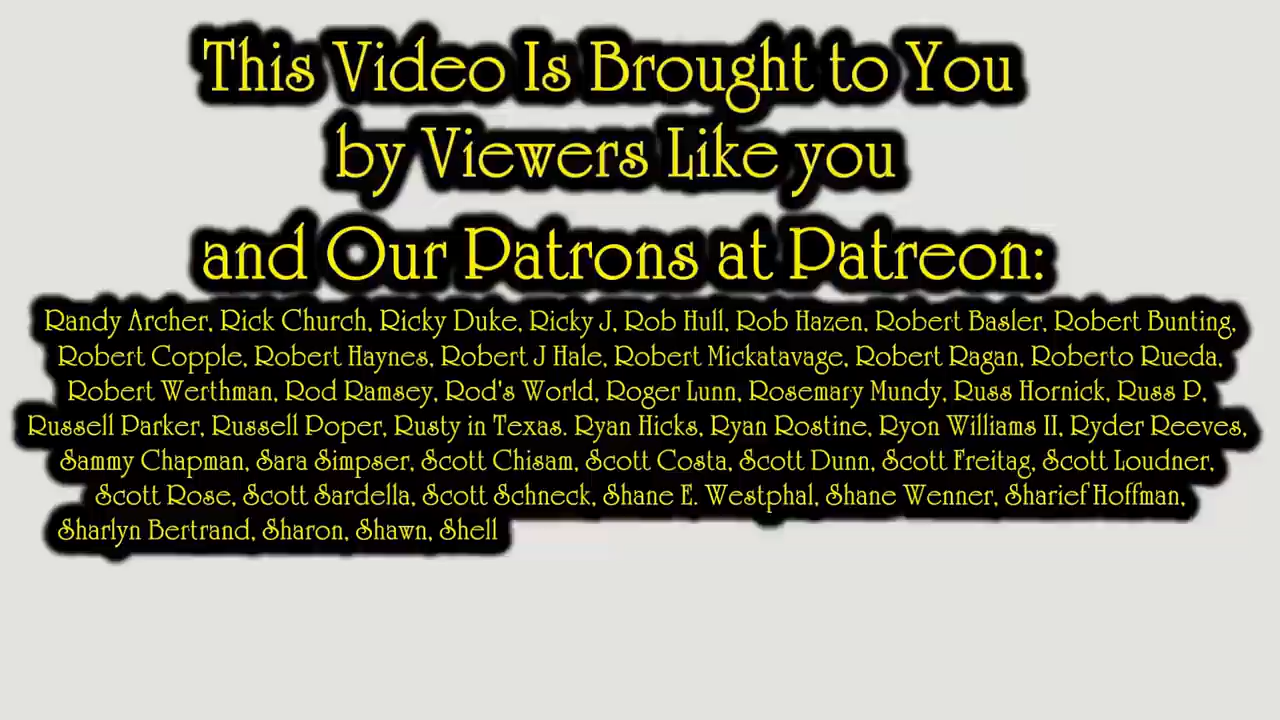 This Video Is Brought to You
by Viewers Like you
and Our Patrons at Patreon:
Randy Archer, Rick Church, Ricky Duke, Ricky J, Rob Hull, Rob Hazen, Robert Basler, Robert Bunting,
Robert Copple, Robert Haynes, Robert J Hale, Robert Mickatavage, Robert Ragan, Roberto Rueda,
Robert Werthman, Rod Ramsey, Rod's World, Roger Lunn, Rosemary Mundy, Russ Hornick, Russ P,
Russell Parker, Russell Poper, Rusty in Texas. Ryan Hicks, Ryan Rostine, Ryon Williams II, Ryder Reeves,
Sammy Chapman, Sara Simpser, Scott Chisam, Scott Costa, Scott Dunn, Scott Freitag, Scott Loudner,
Scott Rose, Scott Sardella, Scott Schneck, Shane E. Westphal, Shane Wenner, Sharief Hoffman,
Sharlyn Bertrand, Sharon, Shawn, Shell